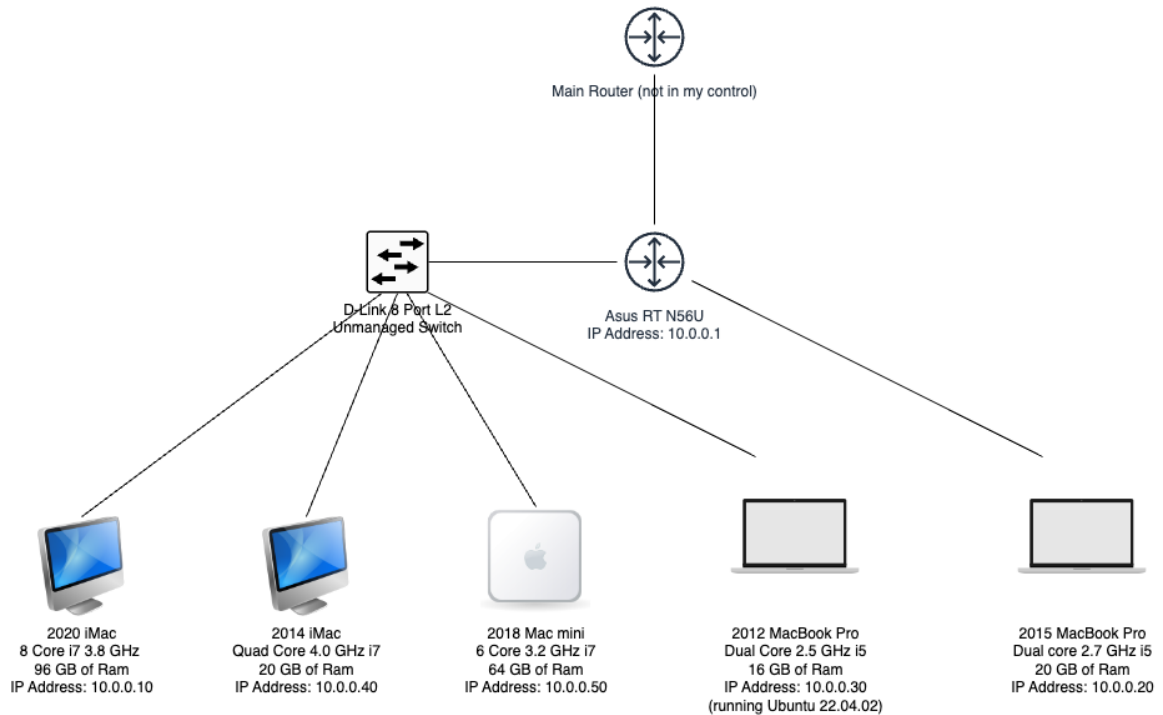 Main Router (not in my control)
D-Link 8 Port L2
Unmanaged Switch
Asus RT N56U
IP Address: 10.0.0.1
2020 iMac
8 Core i7 3.8 GHz
96 GB of Ram
IP Address: 10.0.0.10
2014 iMac
Quad Core 4.0 GHz i7
20 GB of Ram
IP Address: 10.0.0.40
2018 Mac mini
6 Core 3.2 GHz i7
64 GB of Ram
IP Address: 10.0.0.50
2012 MacBook Pro
Dual Core 2.5 GHz i5
16 GB of Ram
IP Address: 10.0.0.30
(running Ubuntu 22.04.02)
2015 MacBook Pro
Dual core 2.7 GHz i5
20 GB of Ram
IP Address: 10.0.0.20